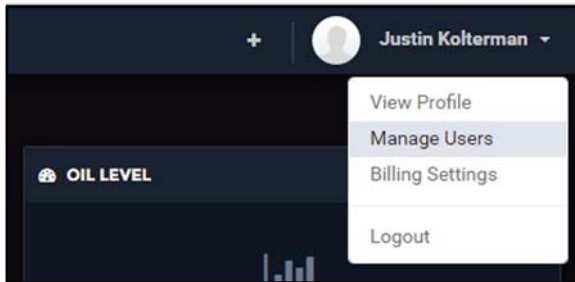 + Justin Kolterman
View Profile
Manage Users
OIL LEVEL
Billing Settings
Logout